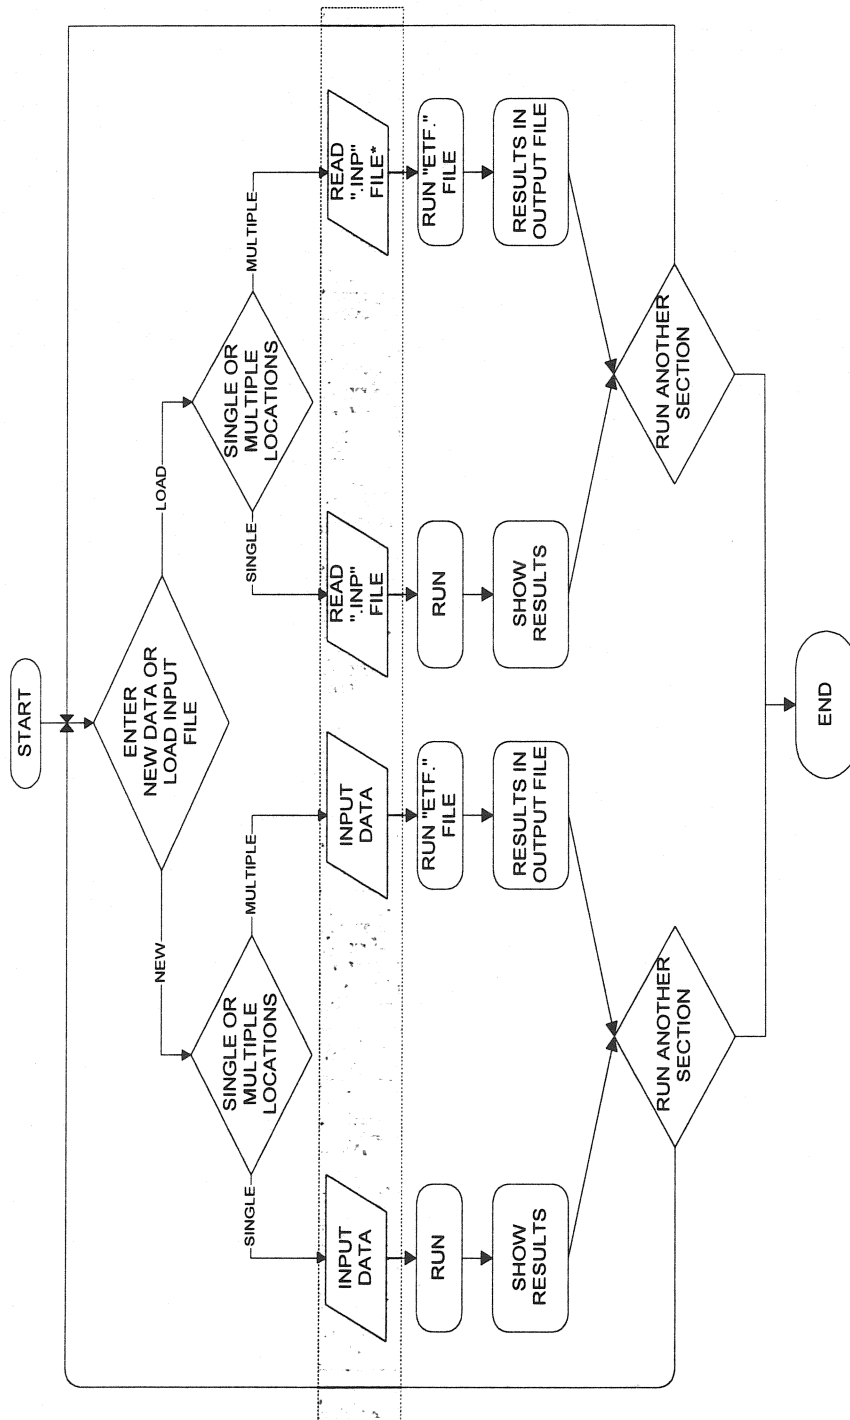 START
ENTER
NEW DATA OR
LOAD INPUT
FILE
NEW
LOAD
SINGLE OR
MULTIPLE
LOCATIONS
SINGLE OR
MULTIPLE
LOCATIONS
SINGLE
MULTIPLE
SINGLE
MULTIPLE
INPUT
DATA
INPUT
DATA
READ
".INP"
FILE
READ
".INP"
FILE*
RUN
RUN "ETF."
FILE
RUN
RUN "ETF."
FILE
SHOW
RESULTS
RESULTS IN
OUTPUT FILE
SHOW
RESULTS
RESULTS IN
OUTPUT FILE
RUN ANOTHER
SECTION
RUN ANOTHER
SECTION
END